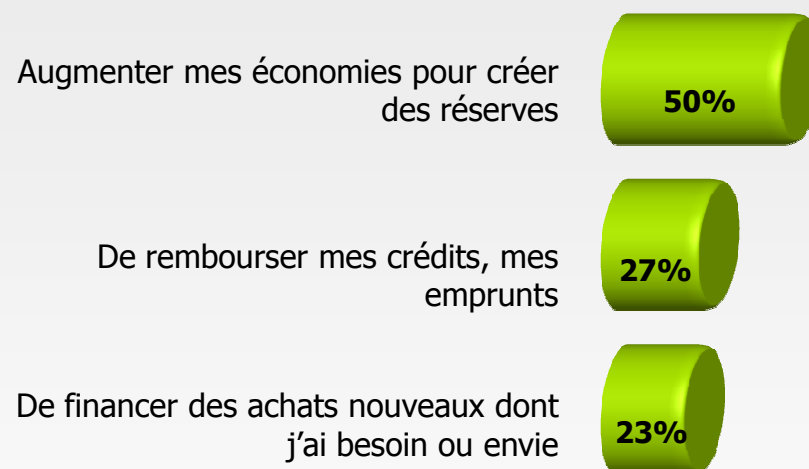 Augmenter mes économies pour créer
des réserves
50%
De rembourser mes crédits, mes
emprunts
27%
De financer des achats nouveaux dont
j’ai besoin ou envie
23%